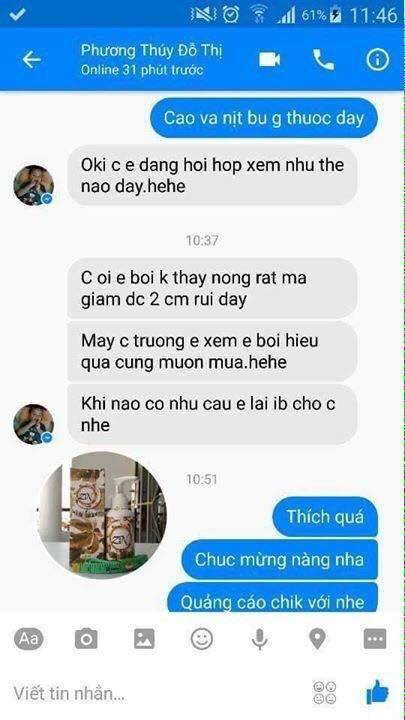 61% 11:46
Phương Thúy Đỗ Thị
Online 31 phút trước
Cao va nịt bu g thuoc day
Oki c e dang hoi hop xem nhu the
nao day.hehe
10:37
C oi e boi k thay nong rat ma
giam dc 2 cm rui day
May c truong e xem e boi hieu
qua cung muon mua.hehe
Khi nao co nhu cau e lai ib cho c
nhe
10:51
ZIN
ZIN
Thích quá
Chuc mừng nàng nha
Quảng cáo chik với nhe
Aa
Viết tin nhắn...